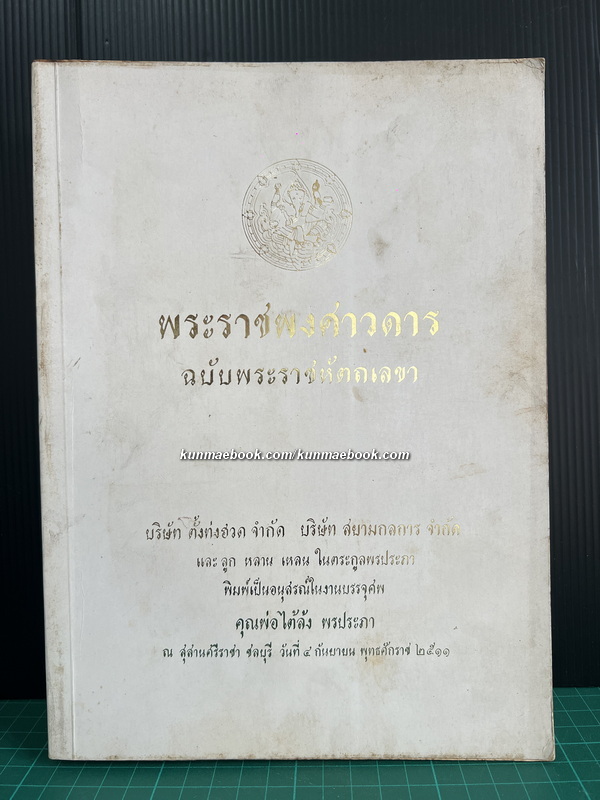 พระราชพงศาวดาร
ฉบับพระราชหัตถเลขา
kunmaebook.com/kunmaebook.com
บริษัท ตั้งท่งฮวด จำกัด บริษัท สยามกลการ จำกัด
และ ลูก หลาน เหลน ในตระกูลพรประภา
พิมพ์เป็นอนุสรณ์ในงานบรรจุศพ
คุณพ่อไต้ล้ง พรประภา
ณ สุสานศรีราชา ชลบุรี วันที่ ๔ กันยายน พุทธศักราช ๒๕๑๑